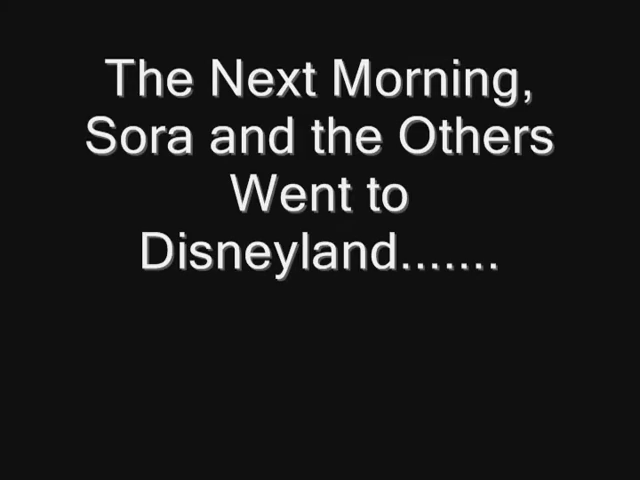 The Next Morning,
Sora and the Others
Went to
Disneyland.......